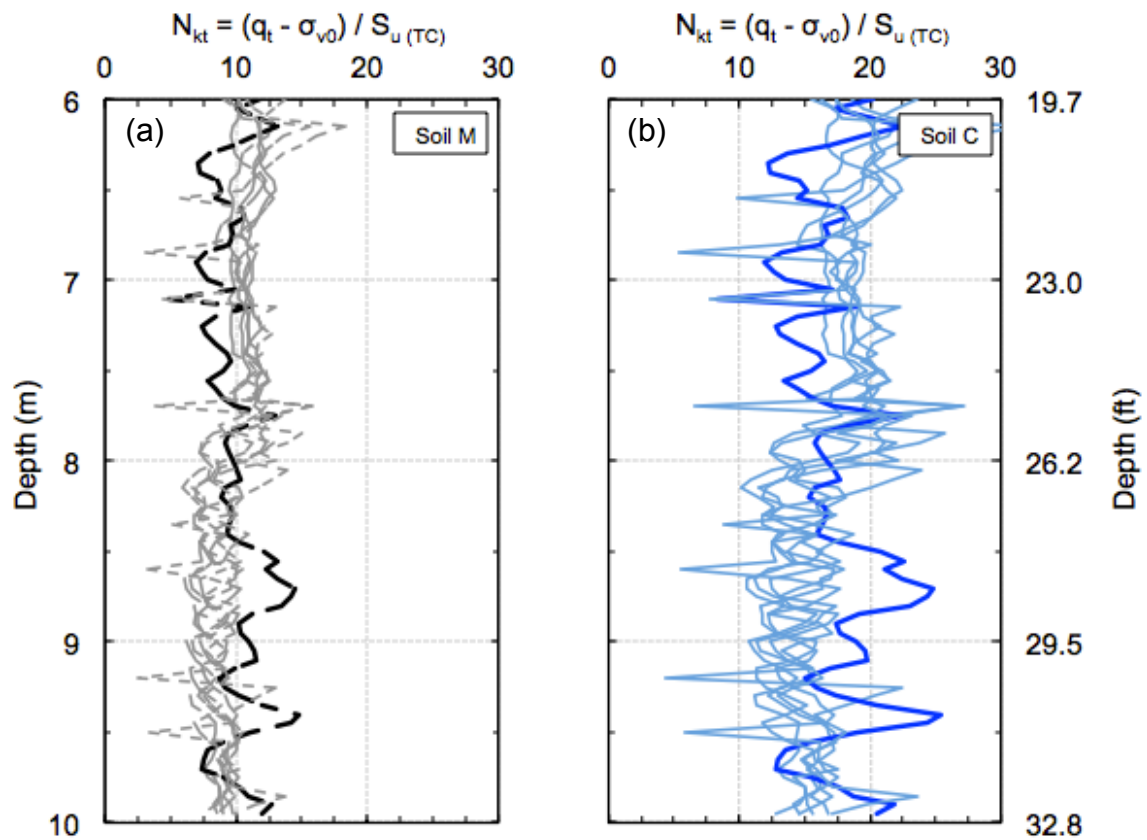 N_kt = (q_t - σ_v0) / S_u (TC)
N_kt = (q_t - σ_v0) / S_u (TC)
0 10 20 30
0 10 20 30
6
(a)
Soil M
(b)
Soil C
19.7
7
23.0
Depth (m)
8
26.2
Depth (ft)
9
29.5
10
32.8